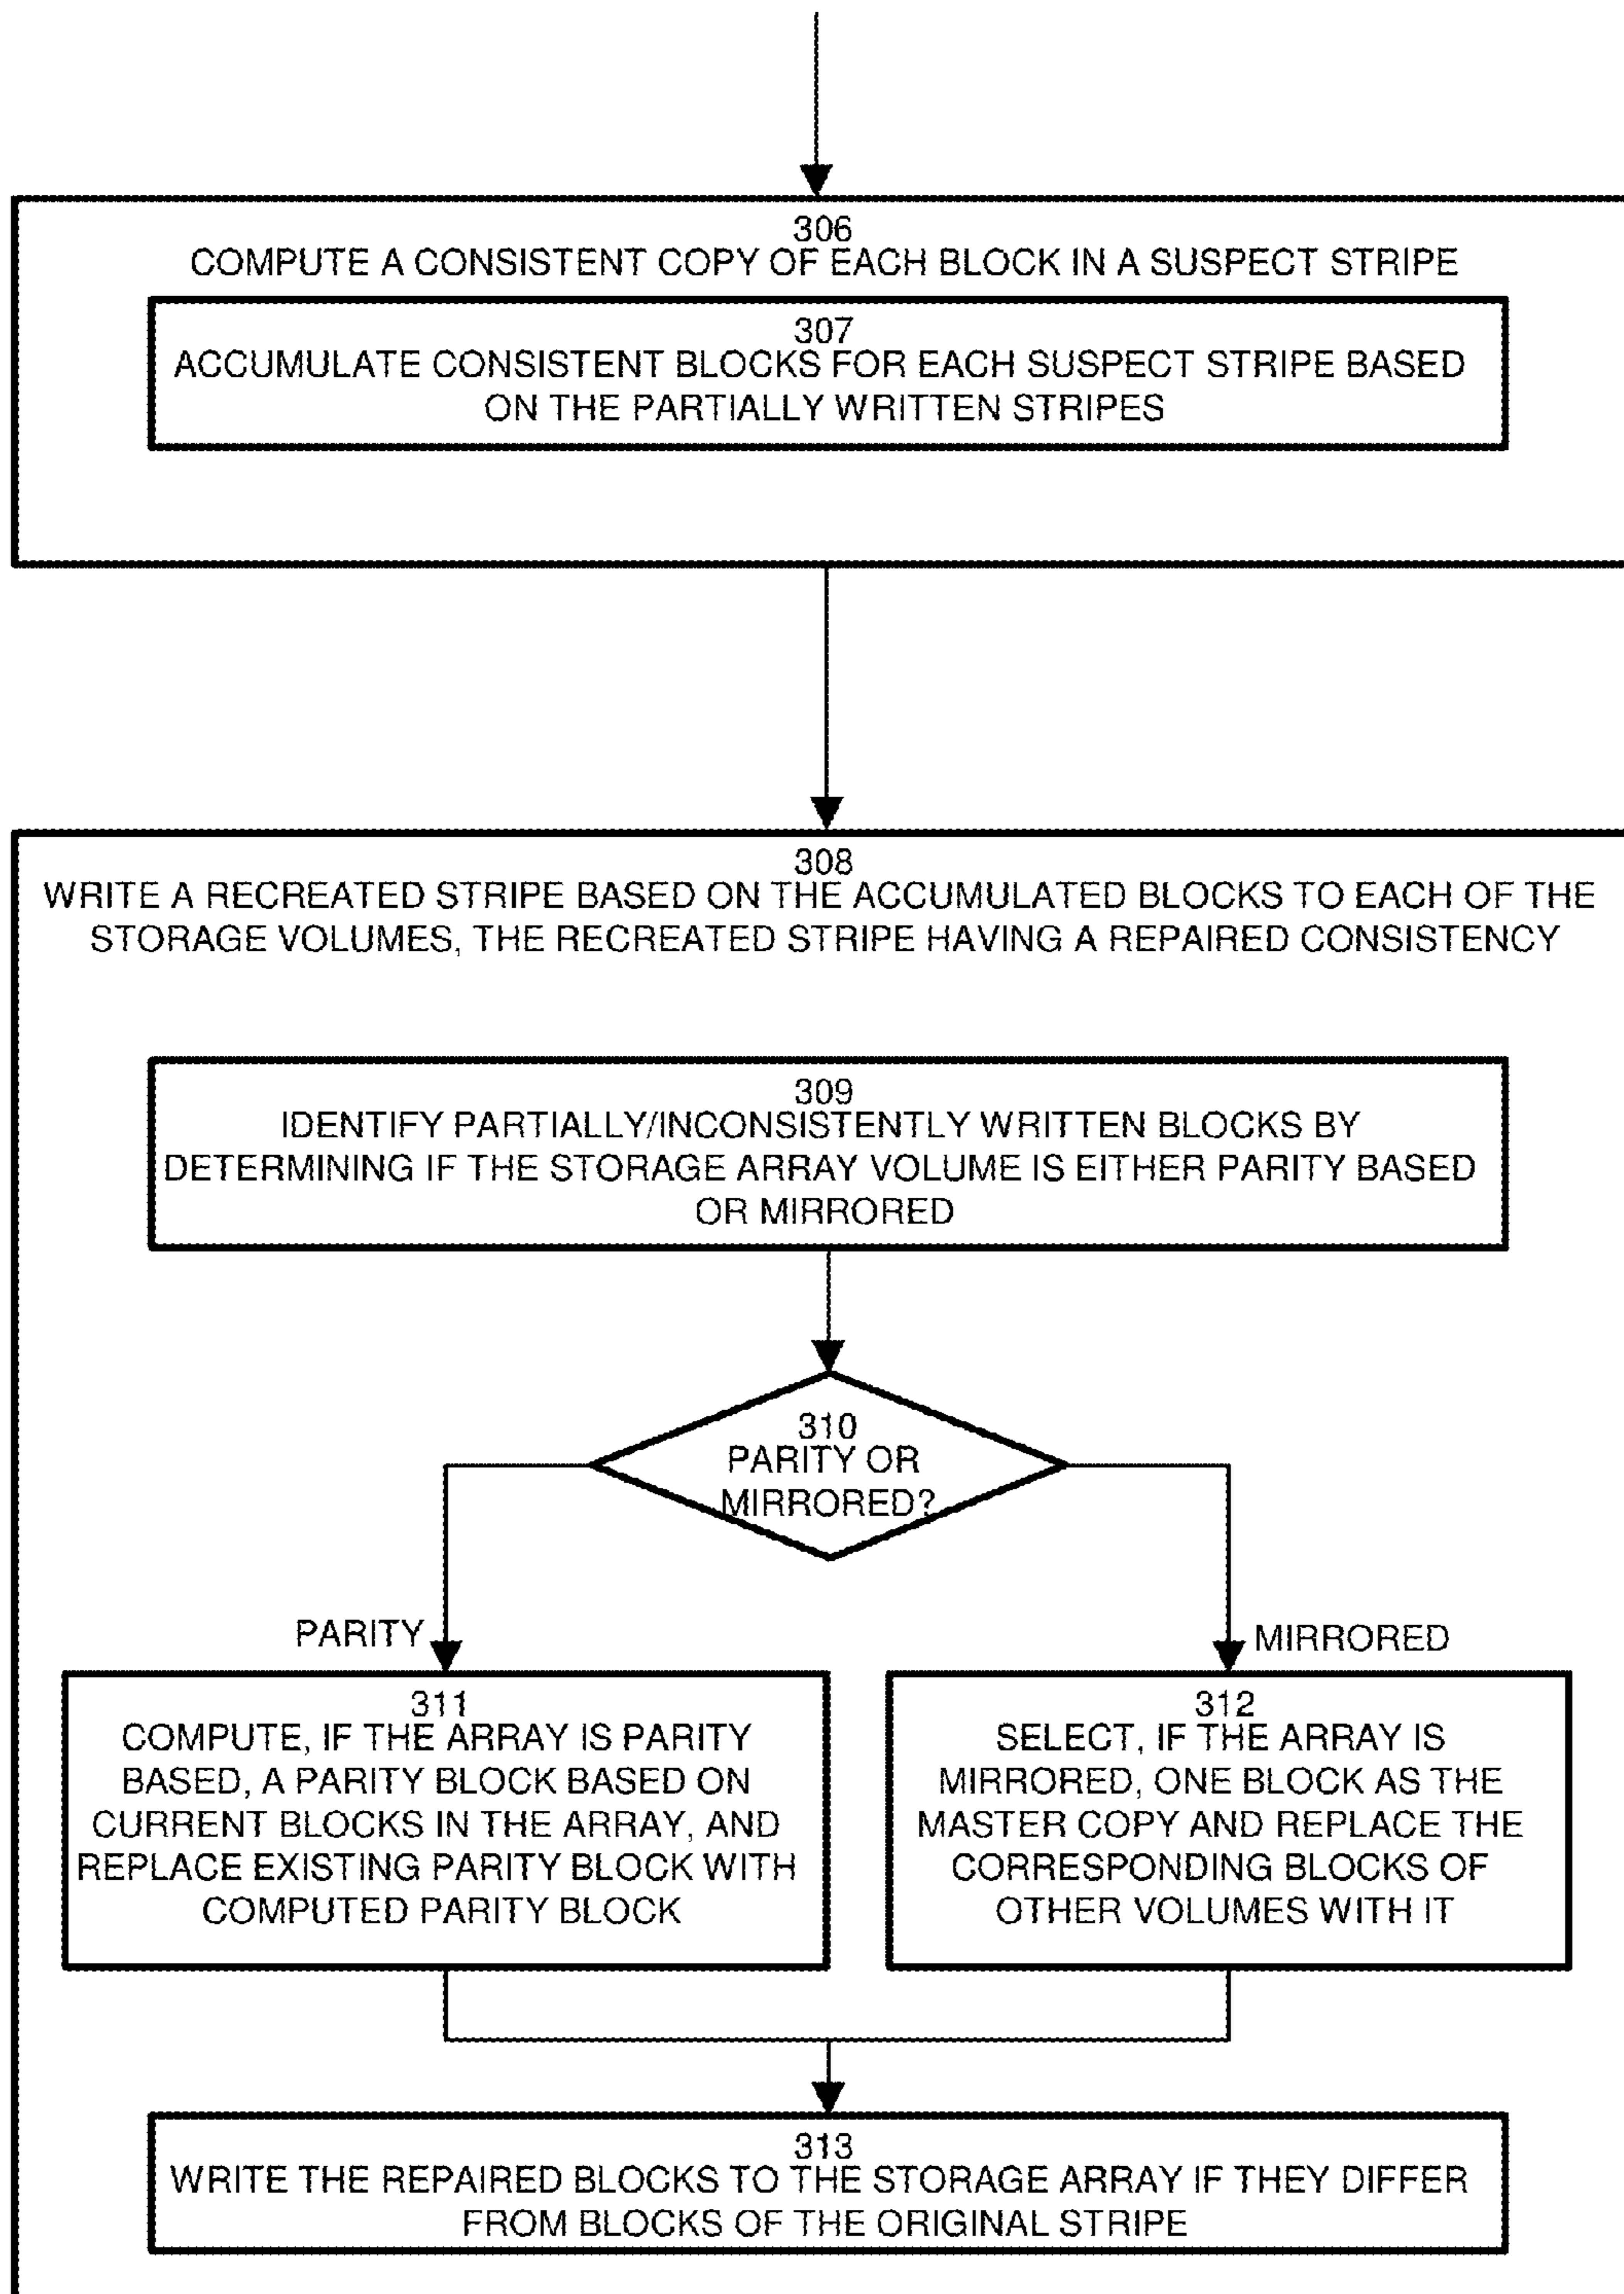 306
COMPUTE A CONSISTENT COPY OF EACH BLOCK IN A SUSPECT STRIPE
307
ACCUMULATE CONSISTENT BLOCKS FOR EACH SUSPECT STRIPE BASED
ON THE PARTIALLY WRITTEN STRIPES
308
WRITE A RECREATED STRIPE BASED ON THE ACCUMULATED BLOCKS TO EACH OF THE
STORAGE VOLUMES, THE RECREATED STRIPE HAVING A REPAIRED CONSISTENCY
309
IDENTIFY PARTIALLY/INCONSISTENTLY WRITTEN BLOCKS BY
DETERMINING IF THE STORAGE ARRAY VOLUME IS EITHER PARITY BASED
OR MIRRORED
310
PARITY OR
MIRRORED?
PARITY
MIRRORED
311
COMPUTE, IF THE ARRAY IS PARITY
BASED, A PARITY BLOCK BASED ON
CURRENT BLOCKS IN THE ARRAY, AND
REPLACE EXISTING PARITY BLOCK WITH
COMPUTED PARITY BLOCK
312
SELECT, IF THE ARRAY IS
MIRRORED, ONE BLOCK AS THE
MASTER COPY AND REPLACE THE
CORRESPONDING BLOCKS OF
OTHER VOLUMES WITH IT
313
WRITE THE REPAIRED BLOCKS TO THE STORAGE ARRAY IF THEY DIFFER
FROM BLOCKS OF THE ORIGINAL STRIPE